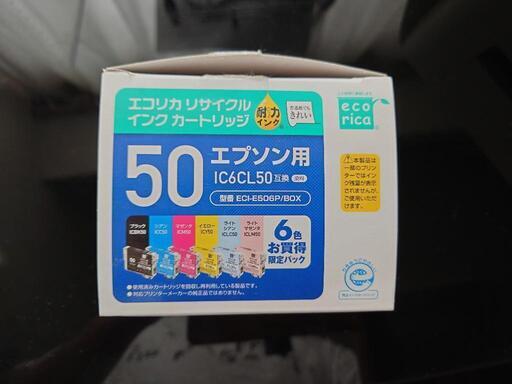 エコリカ リサイクル
インク カートリッジ
耐力
インク
きれい
eco
rica
50
エプソン用
IC6CL50互換
染料
型番 ECI-E506P/BOX
本製品は
一部のプリン
ターではイン
ク残量が表示
されません
が、ご使用い
ただけます。
ブラック
ICBK50
シアン
ICC50
マゼンタ
ICM50
イエロー
ICY50
ライト
シアン
ICLC50
ライト
マゼンタ
ICLM50
6色
お買得
限定パック
●使用済みカートリッジを回収し再利用している製品です。
●対応プリンターメーカーの純正品ではありません。